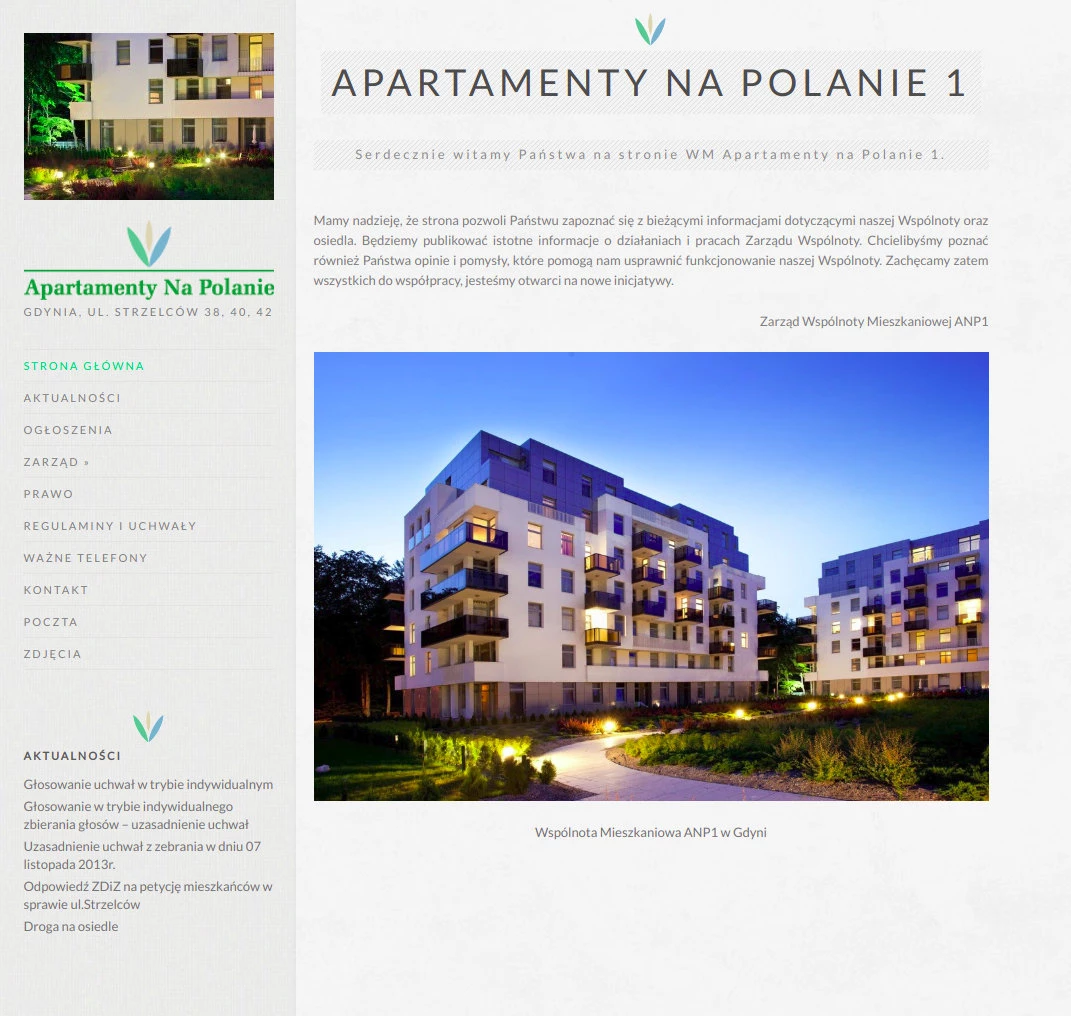 Apartamenty Na Polanie
GDYNIA, UL. STRZELCÓW 38, 40, 42
STRONA GŁÓWNA
AKTUALNOŚCI
OGŁOSZENIA
ZARZĄD »
PRAWO
REGULAMINY I UCHWAŁY
WAŻNE TELEFONY
KONTAKT
POCZTA
ZDJĘCIA
AKTUALNOŚCI
Głosowanie uchwał w trybie indywidualnym
Głosowanie w trybie indywidualnego
zbierania głosów – uzasadnienie uchwał
Uzasadnienie uchwał z zebrania w dniu 07
listopada 2013r.
Odpowiedź ZDiZ na petycję mieszkańców w
sprawie ul.Strzelców
Droga na osiedle
APARTAMENTY NA POLANIE 1
Serdecznie witamy Państwa na stronie WM Apartamenty na Polanie 1.
Mamy nadzieję, że strona pozwoli Państwu zapoznać się z bieżącymi informacjami dotyczącymi naszej Wspólnoty oraz
osiedla. Będziemy publikować istotne informacje o działaniach i pracach Zarządu Wspólnoty. Chcielibyśmy poznać
również Państwa opinie i pomysły, które pomogą nam usprawnić funkcjonowanie naszej Wspólnoty. Zachęcamy zatem
wszystkich do współpracy, jesteśmy otwarci na nowe inicjatywy.
Zarząd Wspólnoty Mieszkaniowej ANP1
Wspólnota Mieszkaniowa ANP1 w Gdyni